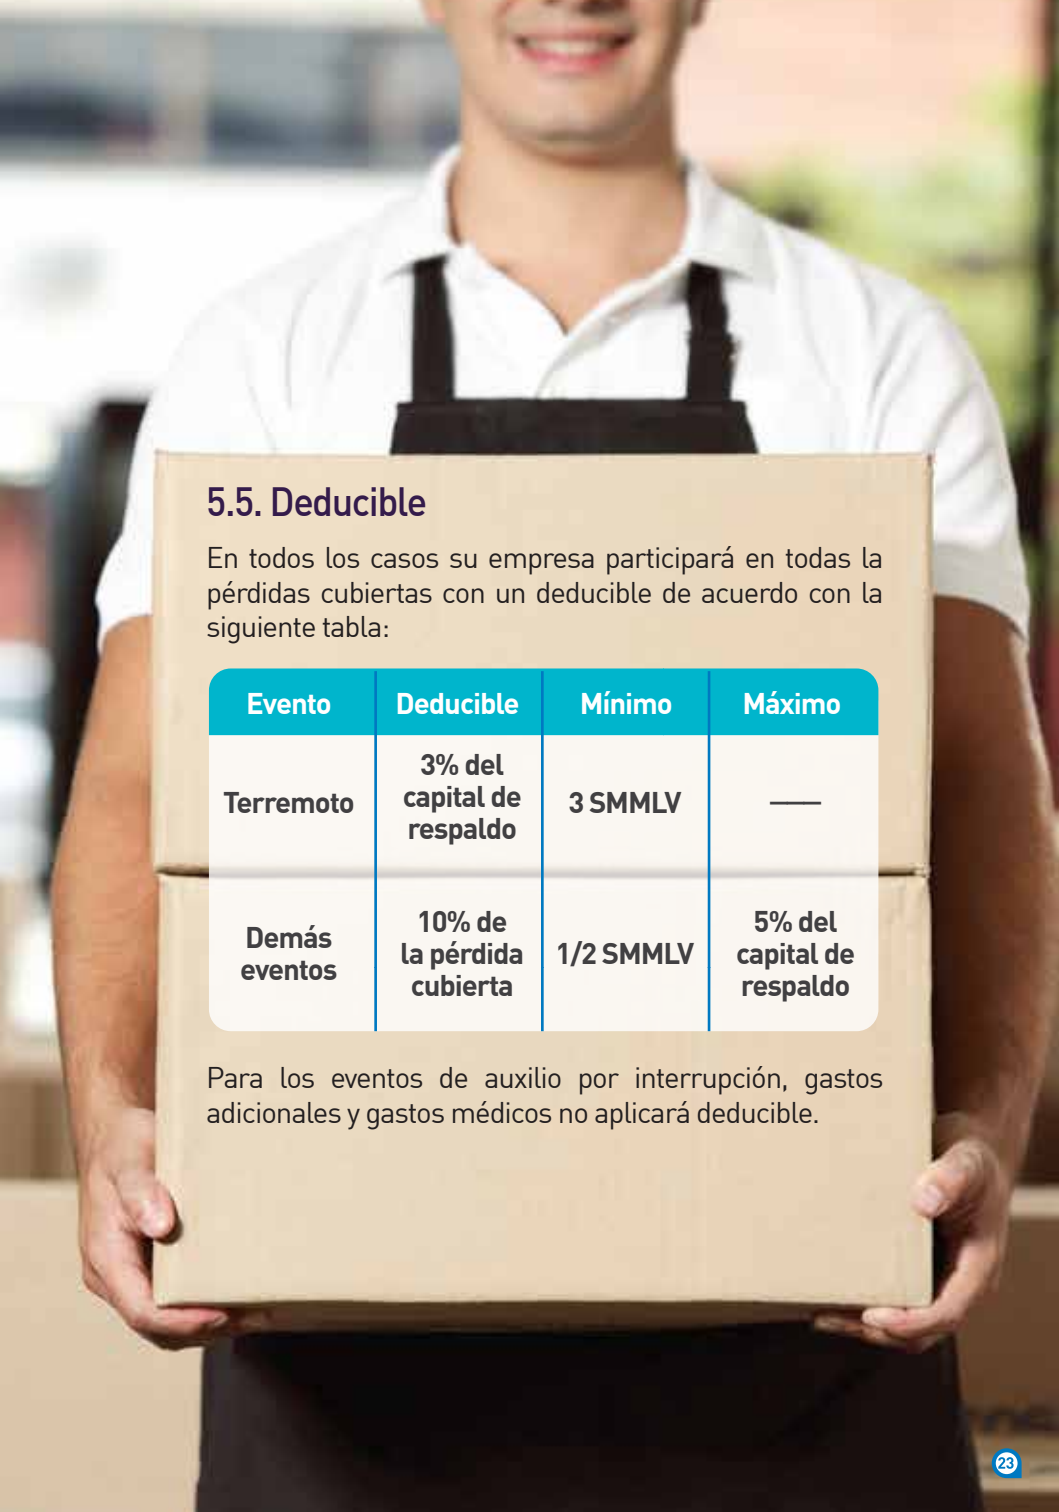 5.5. Deducible
En todos los casos su empresa participará en todas la
pérdidas cubiertas con un deducible de acuerdo con la
siguiente tabla:
Evento Deducible Mínimo Máximo
Terremoto
3% del
capital de
respaldo
3 SMMLV
——
Demás
eventos
10% de
la pérdida
cubierta
1/2 SMMLV
5% del
capital de
respaldo
Para los eventos de auxilio por interrupción, gastos
adicionales y gastos médicos no aplicará deducible.
23